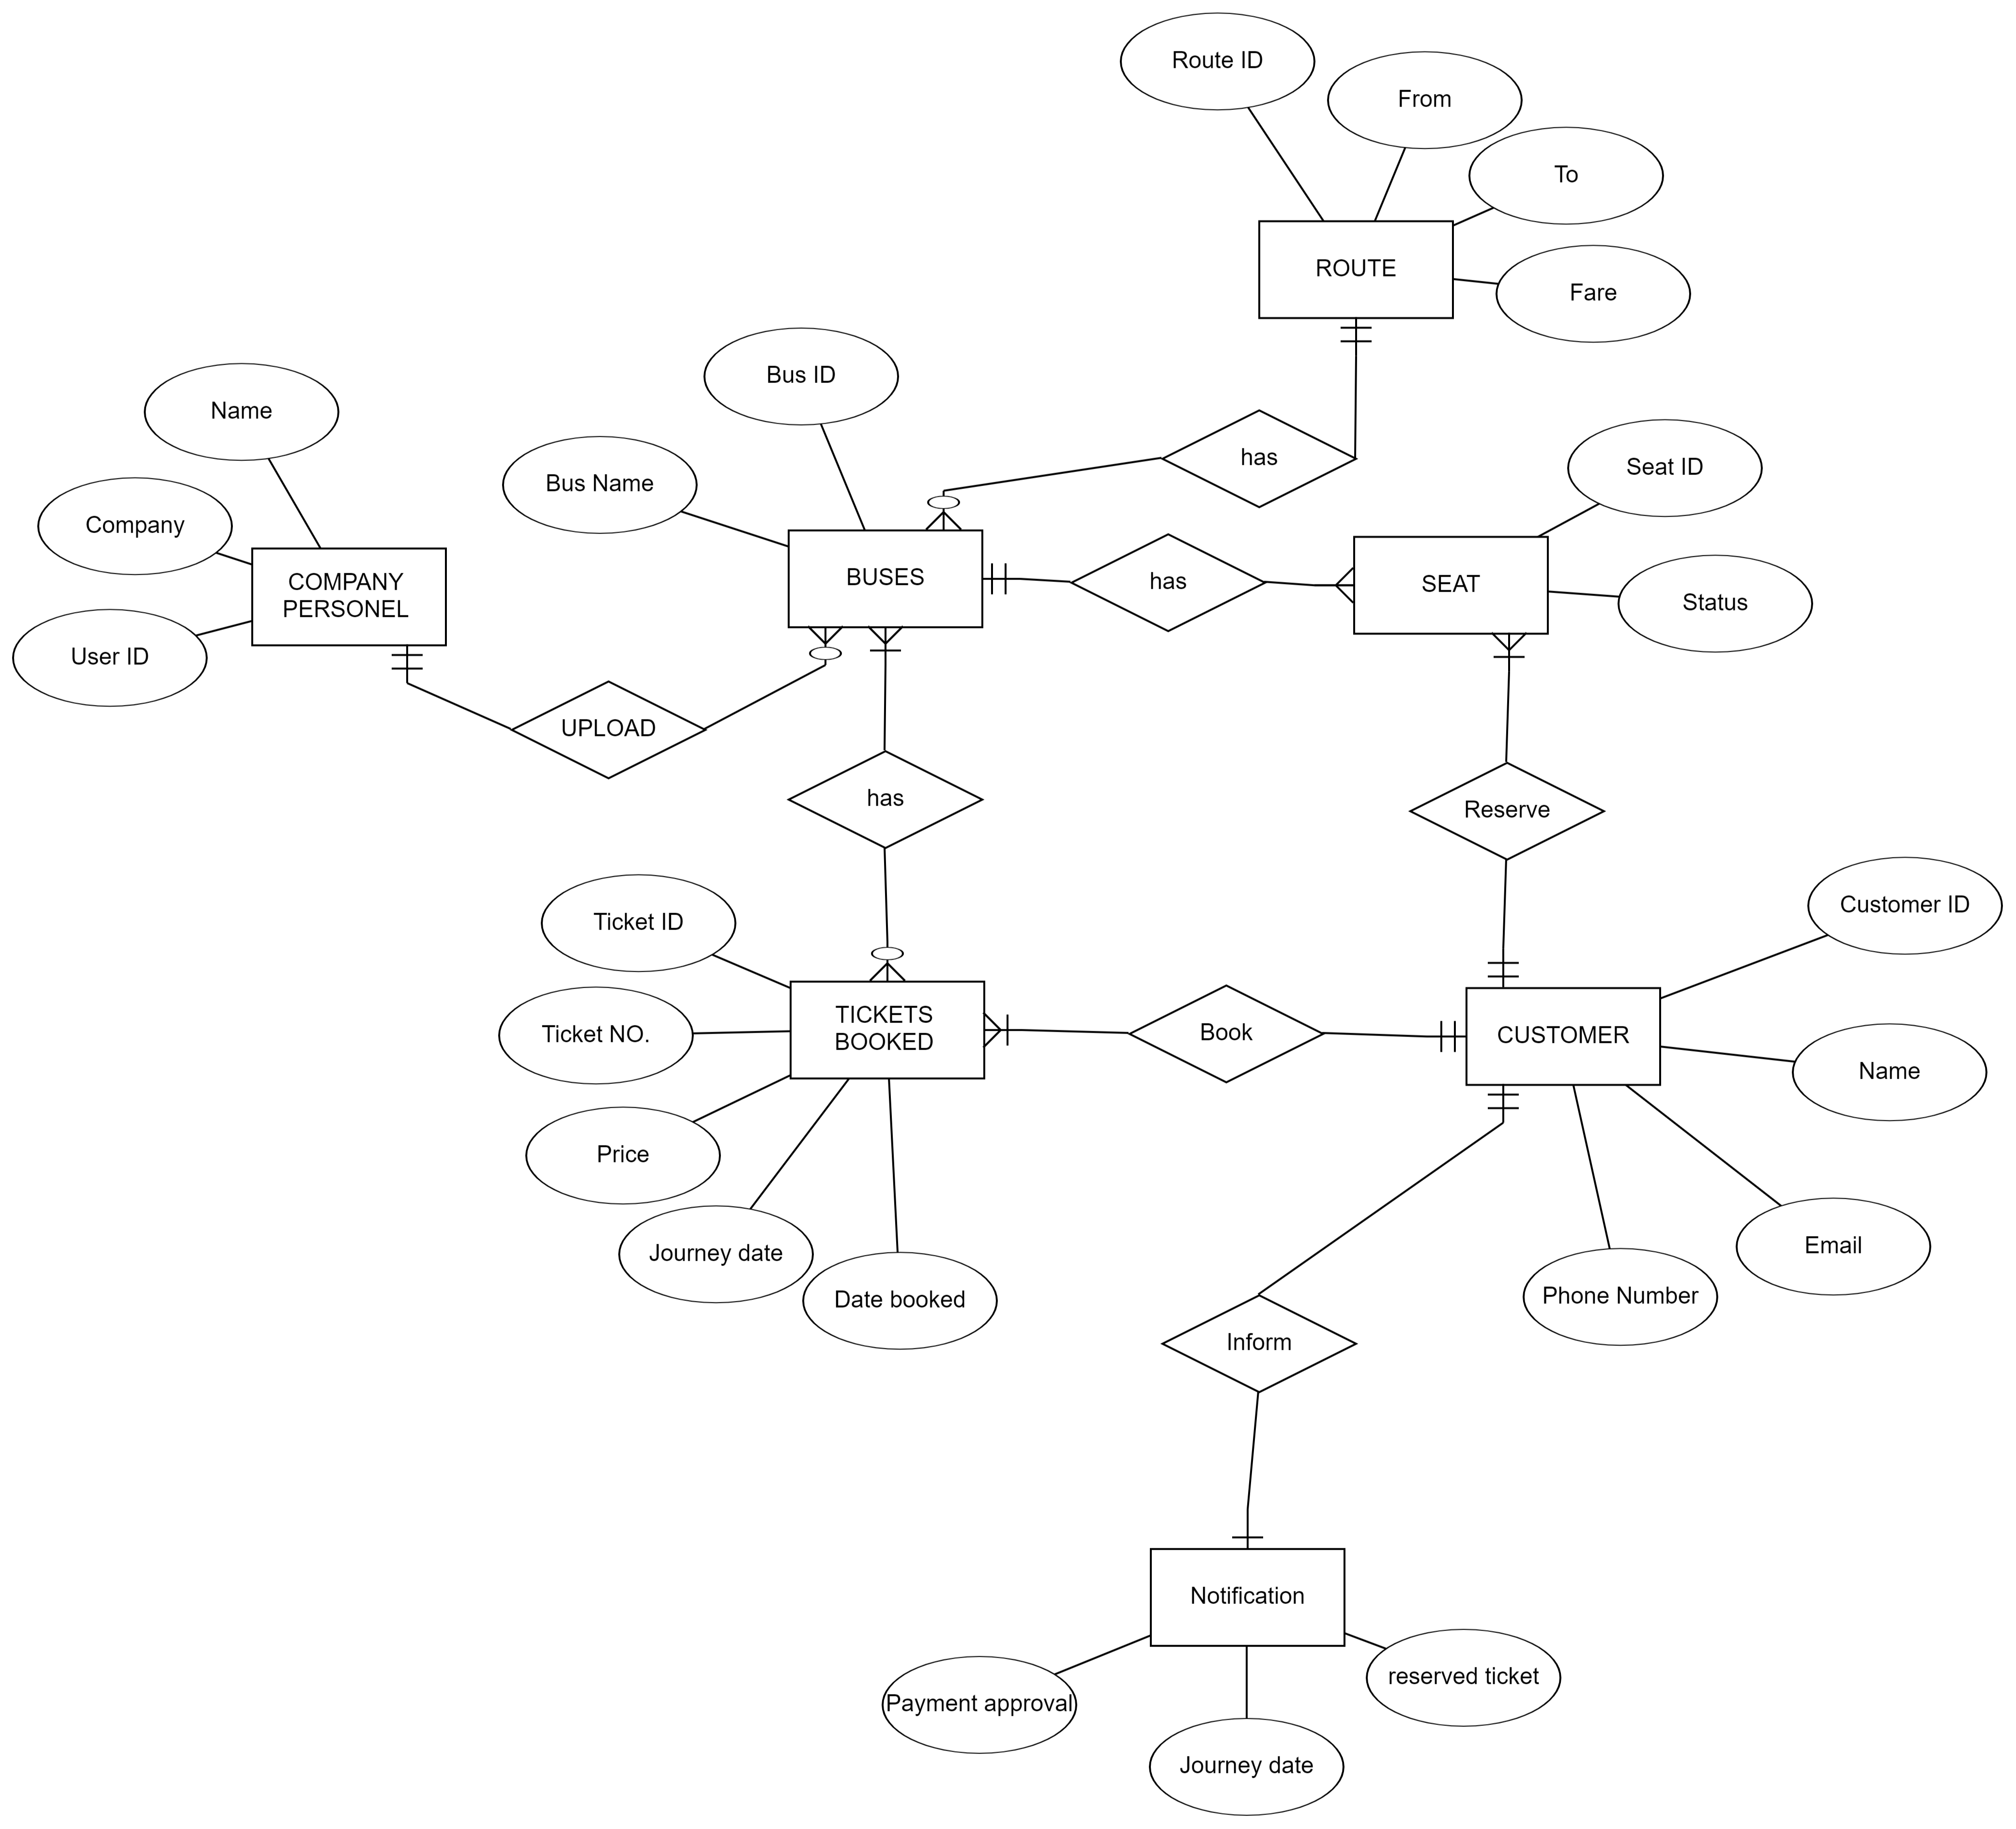 Route ID
From
To
ROUTE
Fare
Bus ID
Name
has
Seat ID
Bus Name
Company
BUSES
has
SEAT
COMPANY
PERSONEL
Status
User ID
UPLOAD
has
Reserve
Customer ID
Ticket ID
TICKETS
BOOKED
Ticket NO.
Book
CUSTOMER
Name
Price
Journey date
Date booked
Email
Phone Number
Inform
Notification
reserved ticket
Payment approval
Journey date